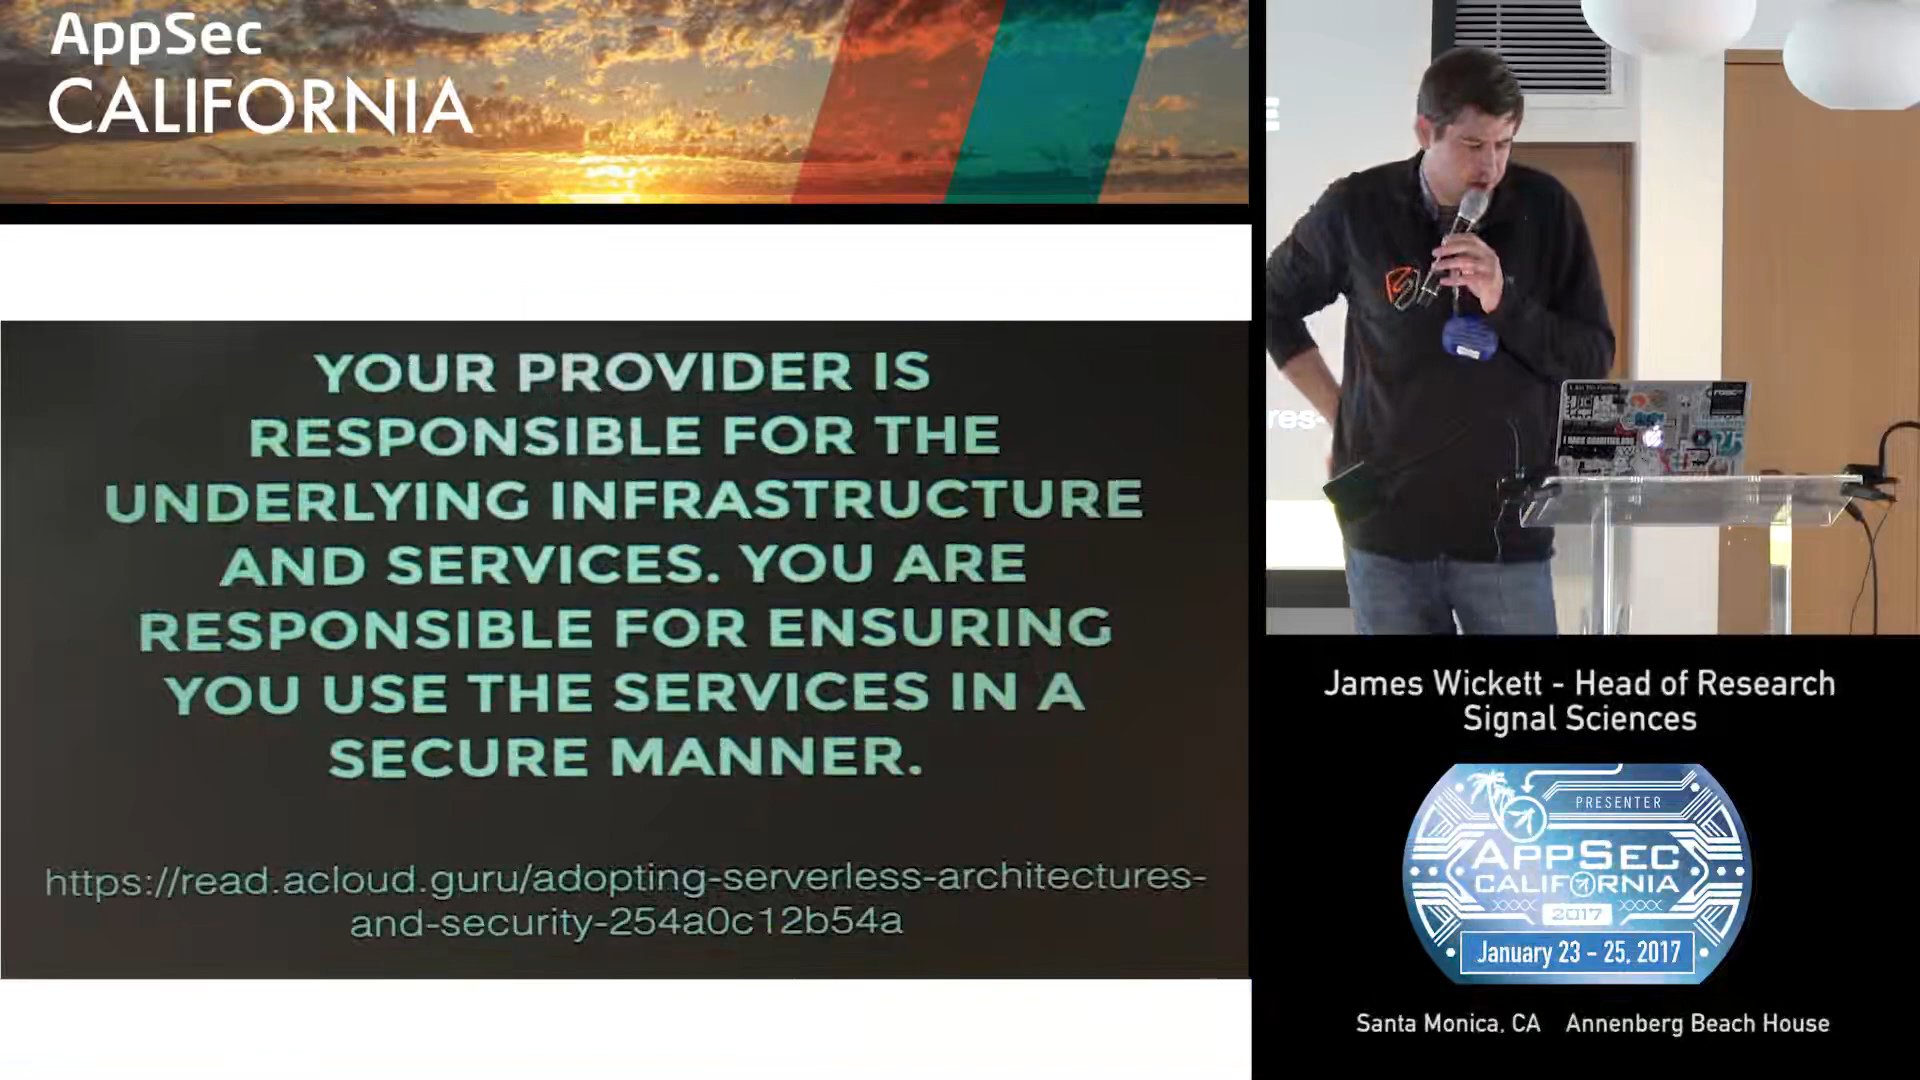 AppSec
CALIFORNIA
YOUR PROVIDER IS
RESPONSIBLE FOR THE
UNDERLYING INFRASTRUCTURE
AND SERVICES. YOU ARE
RESPONSIBLE FOR ENSURING
YOU USE THE SERVICES IN A
SECURE MANNER.
https://read.acloud.guru/adopting-serverless-architectures-
and-security-254a0c12b54a
res-
James Wickett - Head of Research
Signal Sciences
PRESENTER
APPSEC
CALIFORNIA
2017
January 23 - 25, 2017
Santa Monica, CA Annenberg Beach House